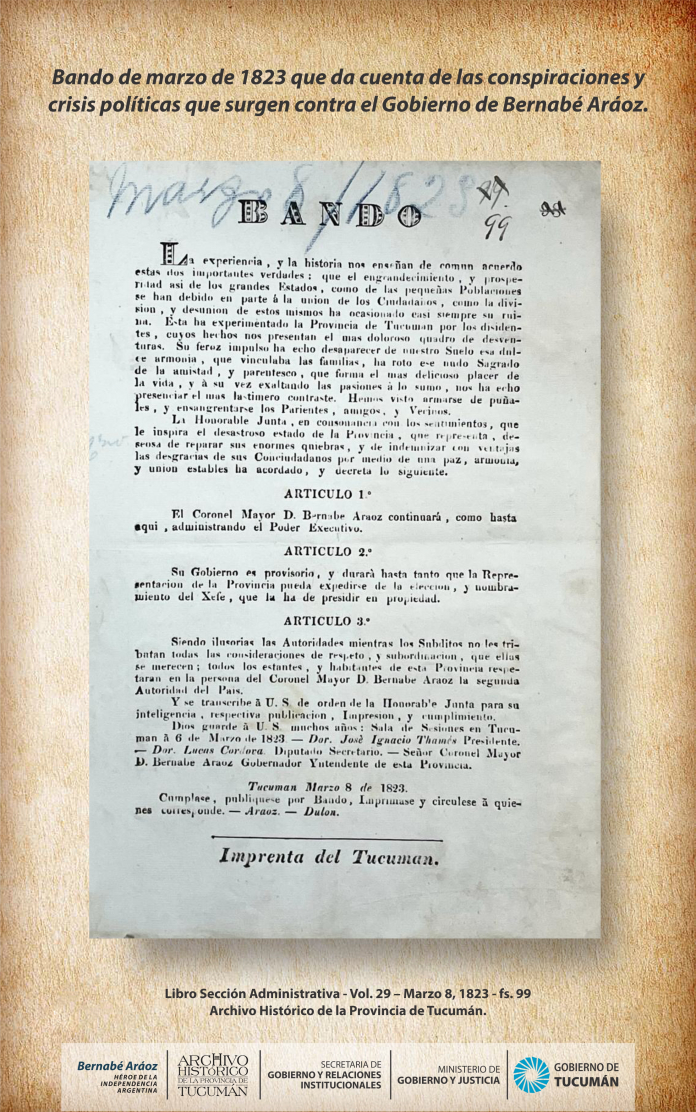 Bando de marzo de 1823 que da cuenta de las conspiraciones y
crisis políticas que surgen contra el Gobierno de Bernabé Aráoz.
Marzo 8/1823
99
BANDO
La experiencia, y la historia nos enseñan de comun acuerdo
estas dos importantes verdades: que el engrandecimiento, y prospe-
ridad asi de los grandes Estados, como de las pequeñas Poblaciones
se han debido en parte á la union de los Ciudadanos, como la divi-
sion, y desunion de estos mismos ha ocasionado casi siempre su rui-
na. Esta ha experimentado la Provincia de Tucuman por los disiden-
tes, cuyos hechos nos presentan el mas doloroso quadro de desven-
turas. Su feroz impulso ha echo desaparecer de nuestro Suelo esa dul-
ce armonia, que vinculaba las familias, ha roto ese nudo Sagrado
de la amistad, y parentesco, que forma el mas delicioso placer de
la vida, y à su vez exaltando las pasiones á lo sumo, nos ha echo
presenciar el mas lastimero contraste. Hemos visto armarse de puña-
les, y ensangrentarse los Parientes, amigos, y Vecinos.
La Honorable Junta, en consonancia con los sentimientos, que
le inspira el desastroso estado de la Provincia, que representa, de-
seosa de reparar sus enormes quiebras, y de indemnizar con ventajas
las desgracias de sus Conciudadanos por medio de una paz, armonia,
y union estables ha acordado, y decreta lo siguiente.
ARTICULO 1.º
El Coronel Mayor D. Bernabe Araoz continuará, como hasta
aqui, administrando el Poder Executivo.
ARTICULO 2.º
Su Gobierno es provisorio, y durará hasta tanto que la Repre-
sentacion de la Provincia pueda expedirse de la eleccion, y nombra-
miento del Xefe, que la ha de presidir en propiedad.
ARTICULO 3.º
Siendo ilusorias las Autoridades mientras los Subditos no les tri-
butan todas las consideraciones de respeto, y subordinacion, que ellas
se merecen; todos los estantes, y habitantes de esta Provincia respe-
taran en la persona del Coronel Mayor D. Bernabe Araoz la segunda
Autoridad del Pais.
Y se transcribe à U. S. de orden de la Honorab'e Junta para su
inteligencia, respectiva publicacion, Impresion, y cumplimiento.
Dios guarde à U. S. muchos años: Sala de Sesiones en Tucu-
man à 6 de Marzo de 1823. — Dor. Josè Ignacio Thamés Presidente.
— Dor. Lucas Cordova. Diputado Secretario. — Señor Coronel Mayor
D. Bernabe Araoz Gobernador Yntendente de esta Provincia.
Tucuman Marzo 8 de 1823.
Cumplase, publiquese por Bando, Imprimase y circulese à quie-
nes corresponde. — Araoz. — Dulon.
Imprenta del Tucuman.
Libro Sección Administrativa - Vol. 29 – Marzo 8, 1823 - fs. 99
Archivo Histórico de la Provincia de Tucumán.
Bernabé Aráoz
HÉROE DE LA
INDEPENDENCIA
ARGENTINA
ARCHIVO
HISTÓRICO
DE LA PROVINCIA DE
TUCUMÁN
SECRETARIA DE
GOBIERNO Y RELACIONES
INSTITUCIONALES
MINISTERIO DE
GOBIERNO Y JUSTICIA
GOBIERNO DE
TUCUMÁN